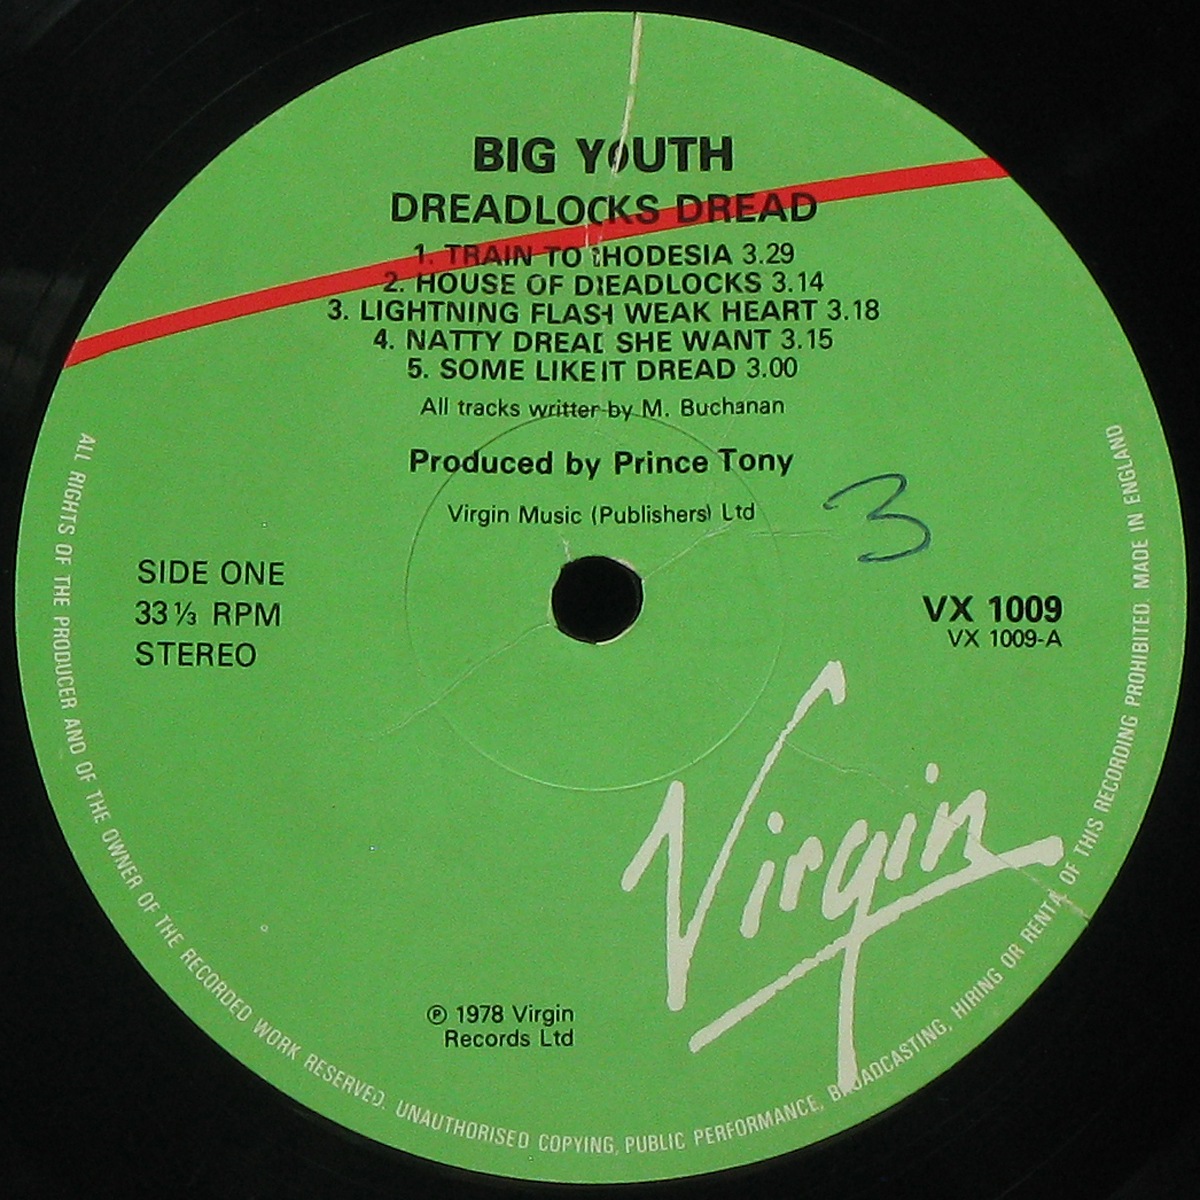 BIG YOUTH
DREADLOCKS DREAD
1. TRAIN TO RHODESIA 3.29
2. HOUSE OF DREADLOCKS 3.14
3. LIGHTNING FLASH WEAK HEART 3.18
4. NATTY DREAD SHE WANT 3.15
5. SOME LIKE IT DREAD 3.00
All tracks written by M. Buchanan
Produced by Prince Tony
Virgin Music (Publishers) Ltd
3
SIDE ONE
33 ⅓ RPM
STEREO
VX 1009
VX 1009-A
Virgin
℗ 1978 Virgin
Records Ltd
ALL RIGHTS OF THE PRODUCER AND OF THE OWNER OF THE RECORDED WORK RESERVED. UNAUTHORISED COPYING, PUBLIC PERFORMANCE, BROADCASTING, HIRING OR RENTAL OF THIS RECORDING PROHIBITED. MADE IN ENGLAND